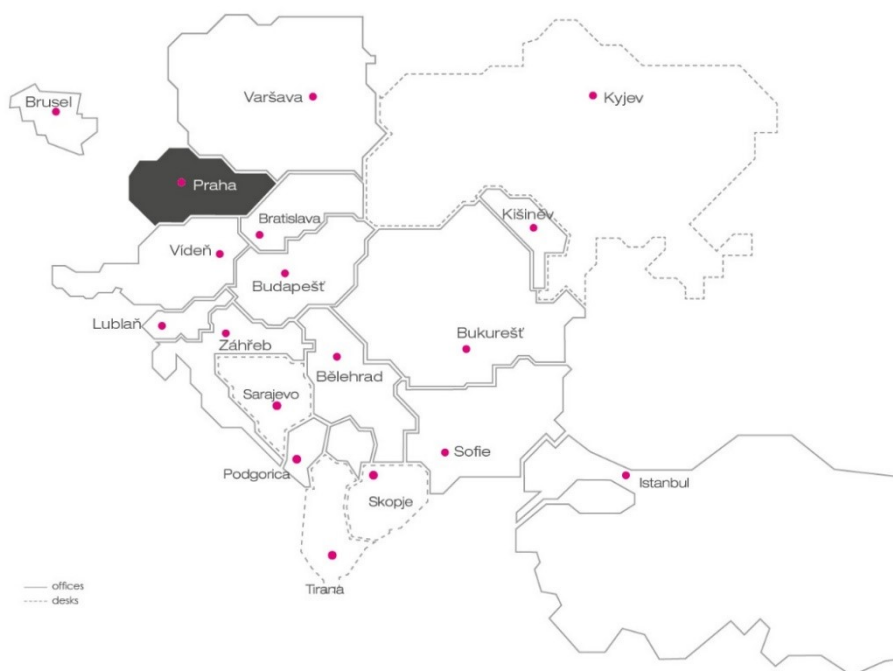 Varšava
Kyjev
Brusel
Praha
Bratislava
Kišinĕv
Vídeň
Budapešť
Lublaň
Záhřeb
Bukurešť
Bělehrad
Sarajevo
Sofie
Podgorica
Skopje
Istanbul
Tirana
offices
desks